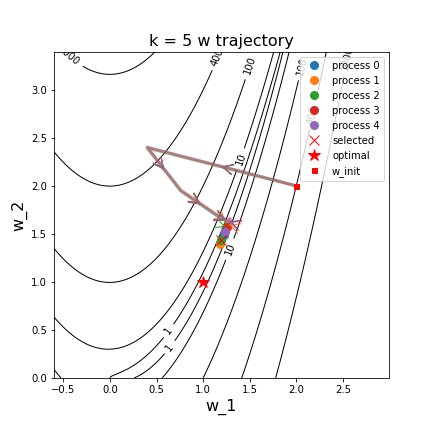 k = 5 w trajectory
400
100
10
process 0
process 1
process 2
process 3
process 4
selected
optimal
w_init
10
1
1
w_2
3.0
2.5
2.0
1.5
1.0
0.5
0.0
−0.5
0.0
0.5
1.0
1.5
2.0
2.5
w_1